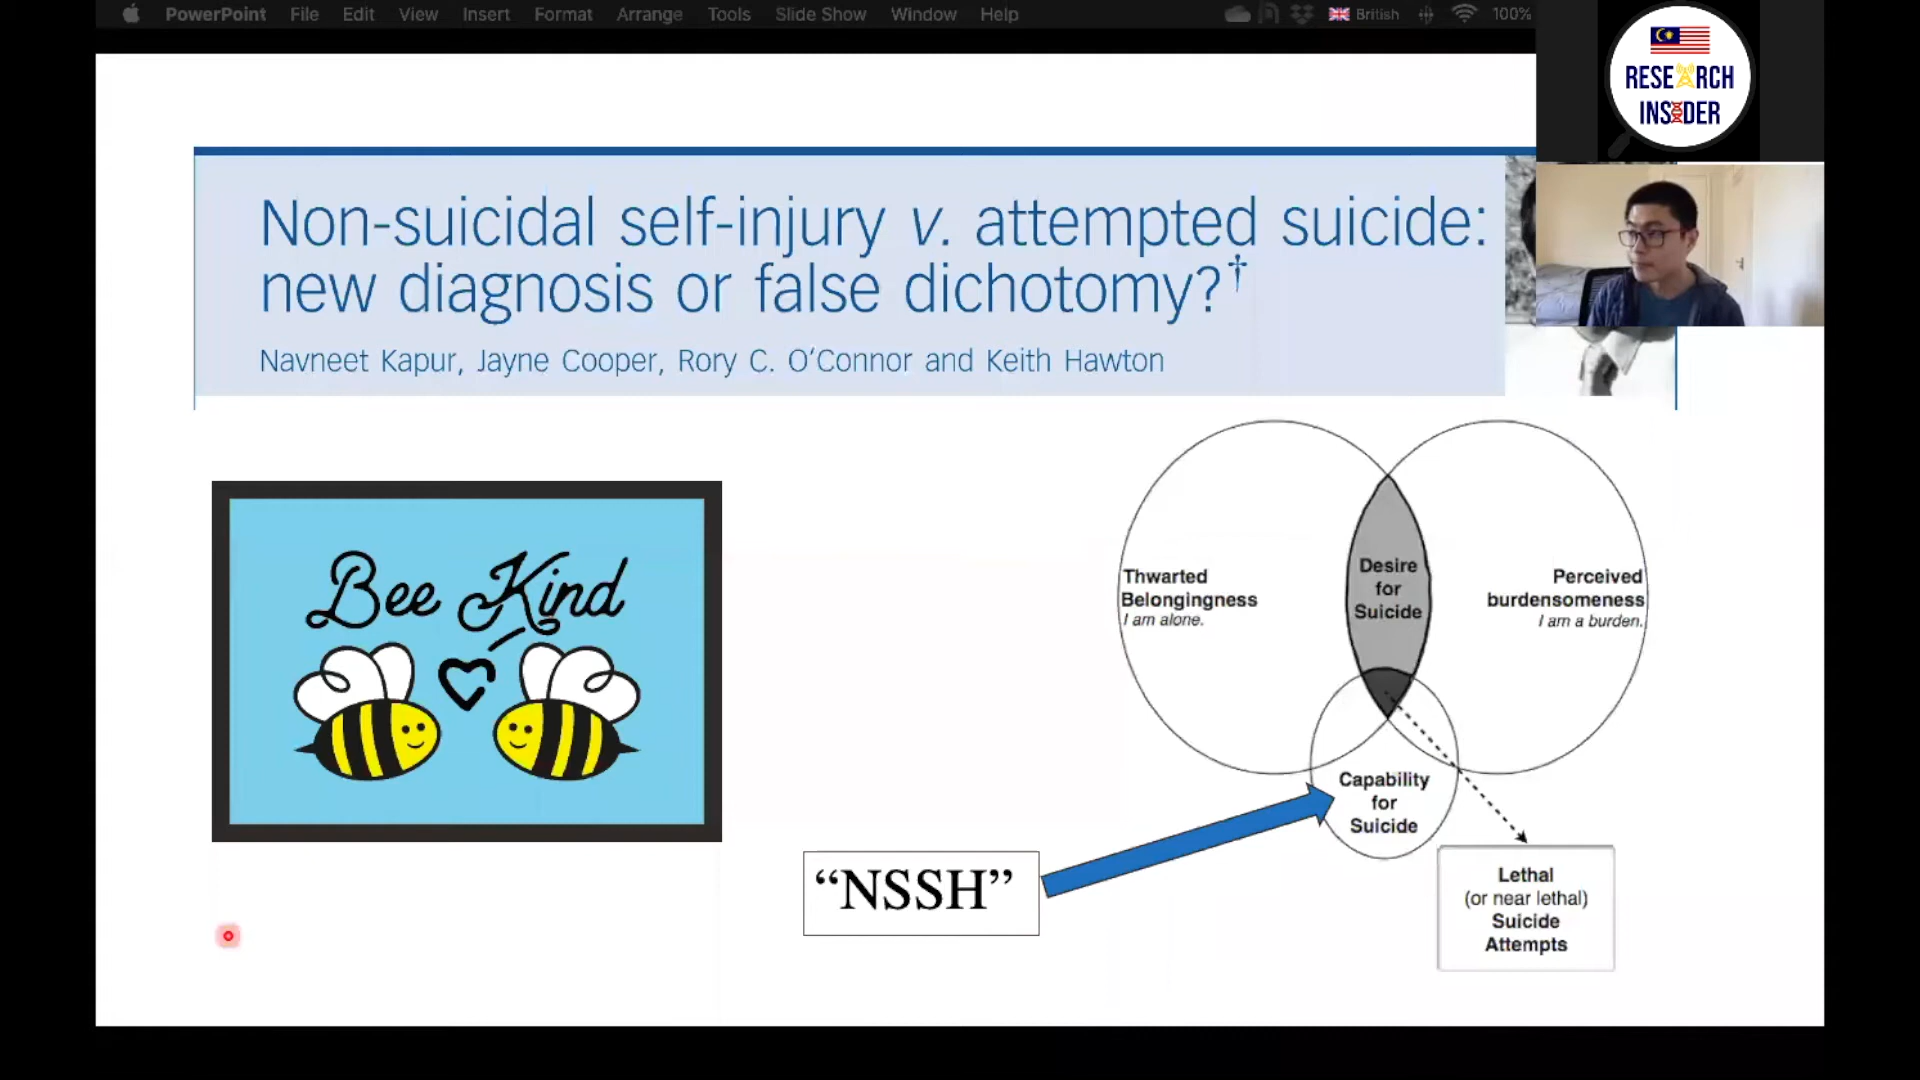 PowerPoint File Edit View Insert Format Arrange Tools Slide Show Window Help British 100%
RESEARCH
INSIDER
Non-suicidal self-injury v. attempted suicide:
new diagnosis or false dichotomy?†
Navneet Kapur, Jayne Cooper, Rory C. O'Connor and Keith Hawton
Bee Kind
Thwarted
Belongingness
I am alone.
Desire
for
Suicide
Perceived
burdensomeness
I am a burden.
Capability
for
Suicide
“NSSH”
Lethal
(or near lethal)
Suicide
Attempts